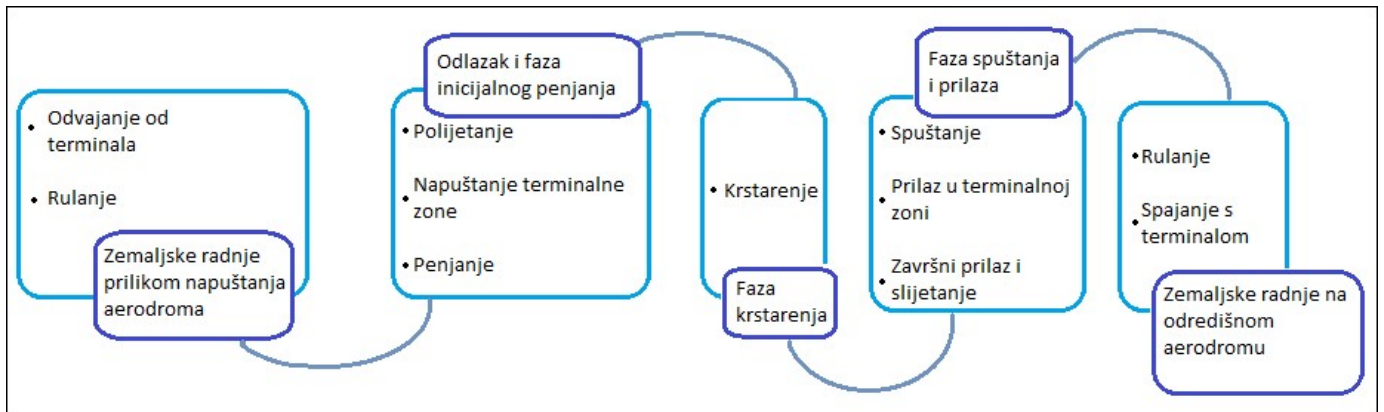 • Odvajanje od
terminala
• Rulanje
Zemaljske radnje
prilikom napuštanja
aerodroma
Odlazak i faza
inicijalnog penjanja
• Polijetanje
Napuštanje terminalne
• zone
• Penjanje
• Krstarenje
Faza
krstarenja
Faza spuštanja
i prilaza
• Spuštanje
Prilaz u terminalnoj
• zoni
Završni prilaz i
• slijetanje
• Rulanje
Spajanje s
• terminalom
Zemaljske radnje na
odredišnom
aerodromu